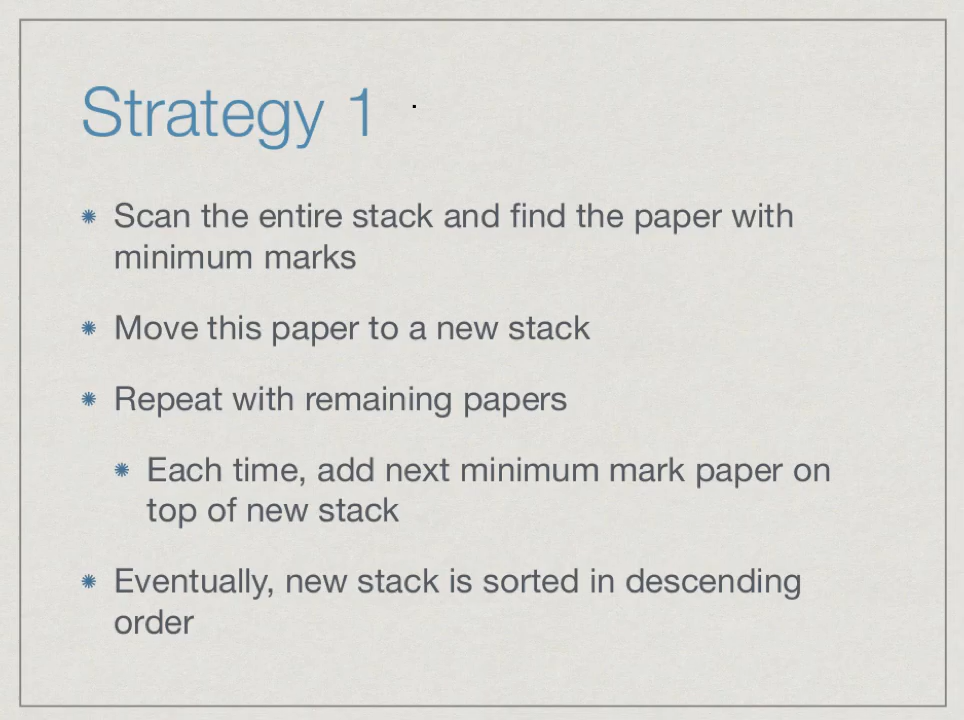 Strategy 1
Scan the entire stack and find the paper with
minimum marks
Move this paper to a new stack
Repeat with remaining papers
Each time, add next minimum mark paper on
top of new stack
Eventually, new stack is sorted in descending
order